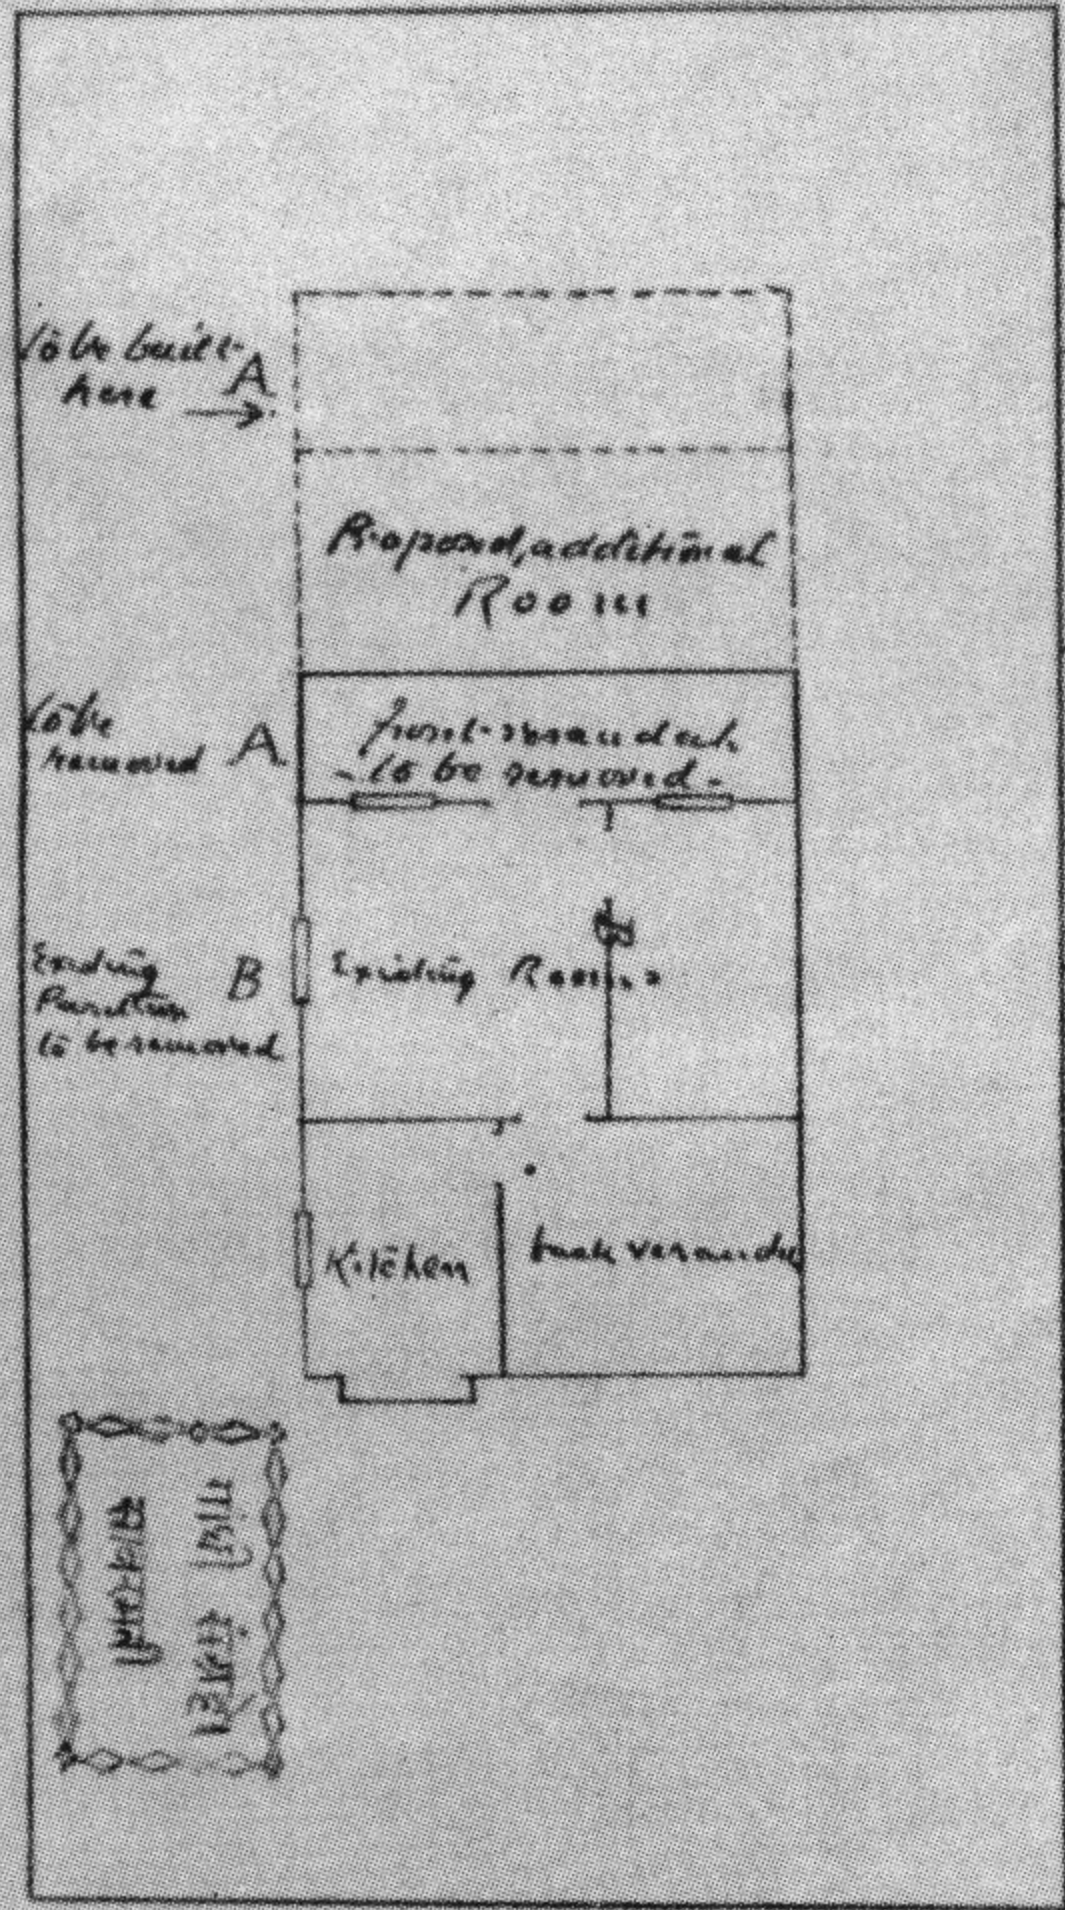 to be built
here A
Proposed, additional
Room
to be
removed A
front verandah
- to be removed -
Existing
Partition
to be removed
B
Existing Rooms
B
Kitchen
back verandah